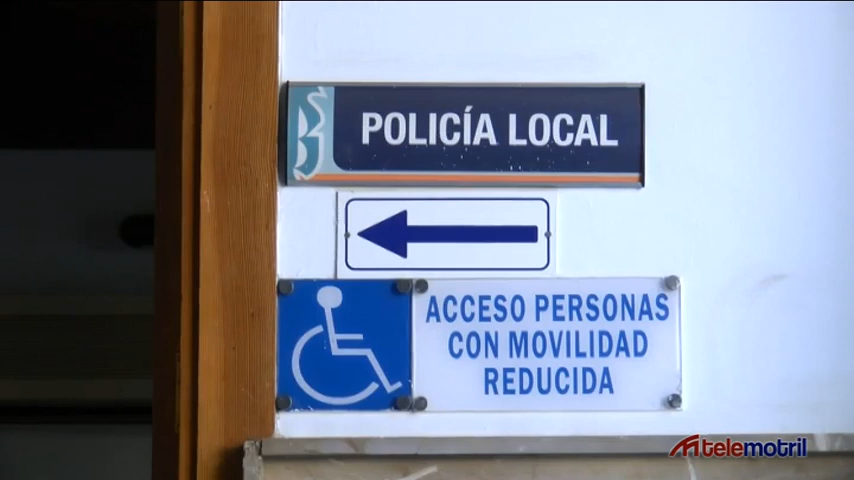 POLICÍA LOCAL
ACCESO PERSONAS
CON MOVILIDAD
REDUCIDA
telemotril